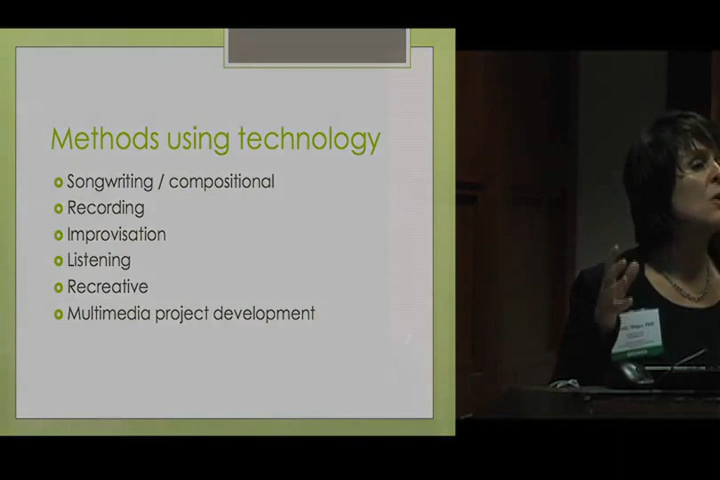 Methods using technology
Songwriting / compositional
Recording
Improvisation
Listening
Recreative
Multimedia project development